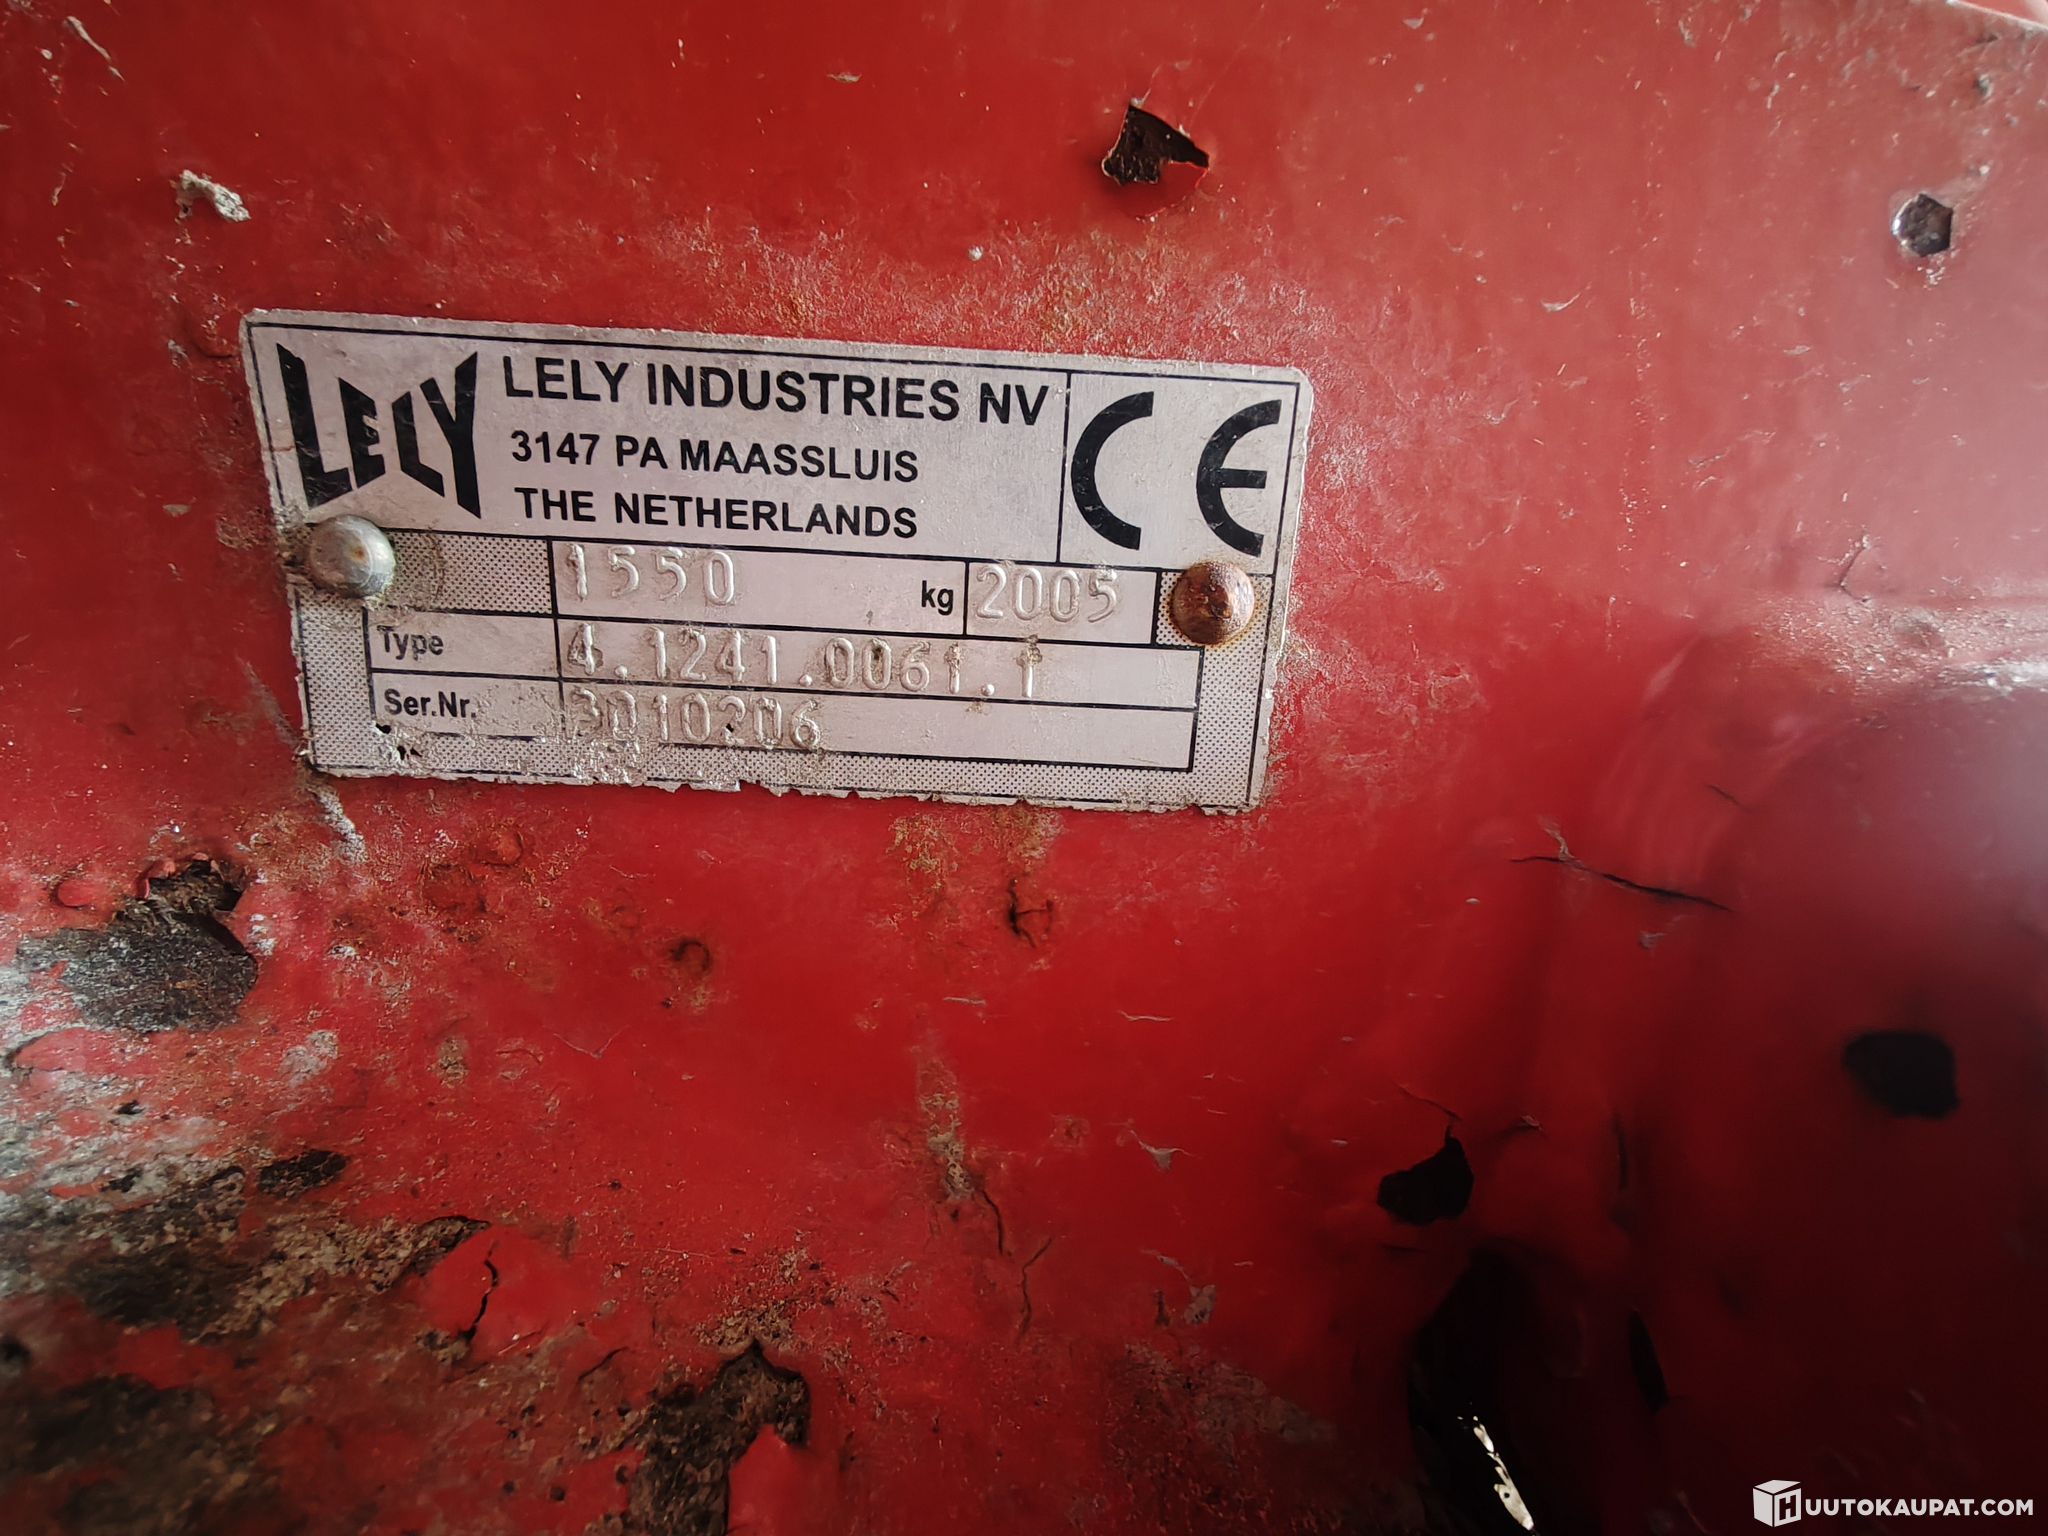 LELY
LELY INDUSTRIES NV
3147 PA MAASSLUIS
THE NETHERLANDS
CE
1550 kg 2005
Type 4.1241.0061.1
Ser.Nr. 3010206
HUUTOKAUPAT.COM